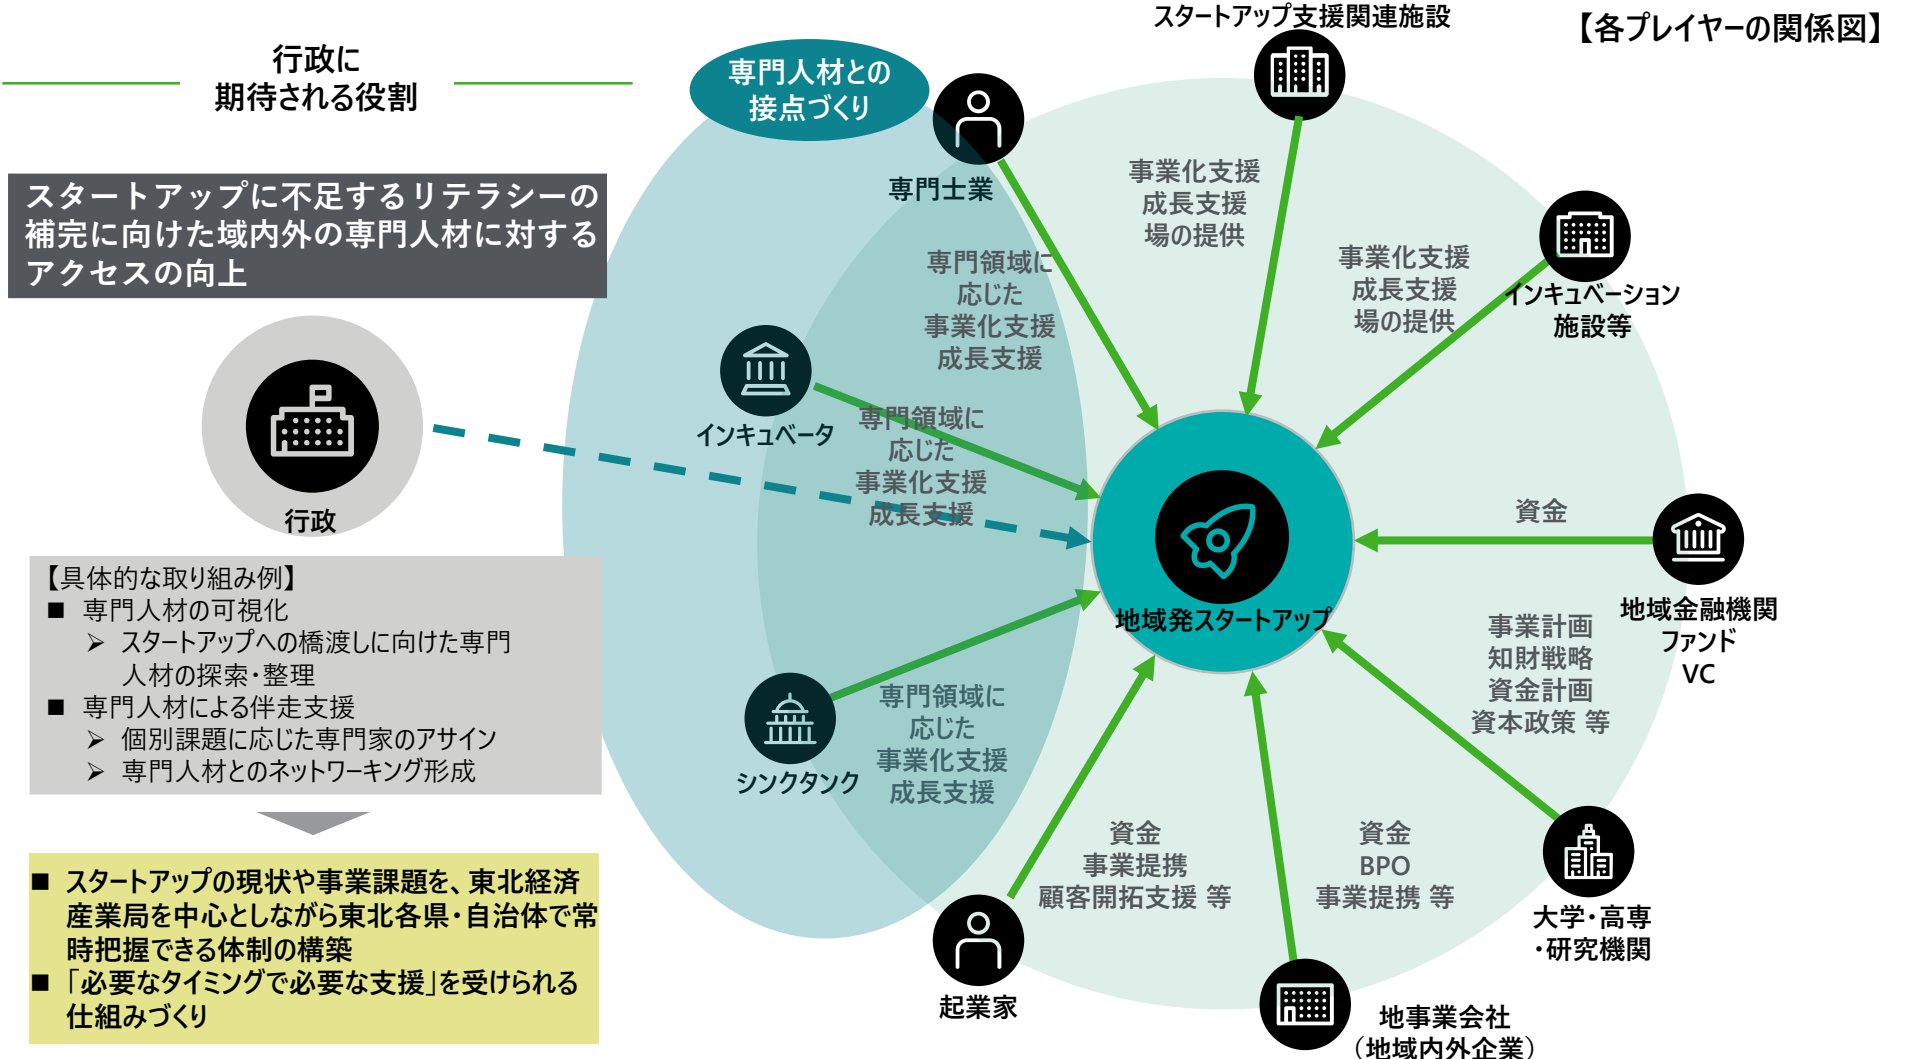 スタートアップ支援関連施設
【各プレイヤーの関係図】
行政に
期待される役割
専門人材との
接点づくり
スタートアップに不足するリテラシーの
補完に向けた域内外の専門人材に対する
アクセスの向上
行政
【具体的な取り組み例】
■ 専門人材の可視化
➢ スタートアップへの橋渡しに向けた専門
人材の探索・整理
■ 専門人材による伴走支援
➢ 個別課題に応じた専門家のアサイン
➢ 専門人材とのネットワーキング形成
■ スタートアップの現状や事業課題を、東北経済
産業局を中心としながら東北各県・自治体で常
時把握できる体制の構築
■ 「必要なタイミングで必要な支援」を受けられる
仕組みづくり
専門士業
専門領域に
応じた
事業化支援
成長支援
事業化支援
成長支援
場の提供
事業化支援
成長支援
場の提供
インキュベーション
施設等
インキュベータ
専門領域に
応じた
事業化支援
成長支援
地域発スタートアップ
資金
地域金融機関
ファンド
VC
シンクタンク
専門領域に
応じた
事業化支援
成長支援
事業計画
知財戦略
資金計画
資本政策 等
大学・高専
・研究機関
資金
事業提携
顧客開拓支援 等
起業家
資金
BPO
事業提携 等
地事業会社
（地域内外企業）